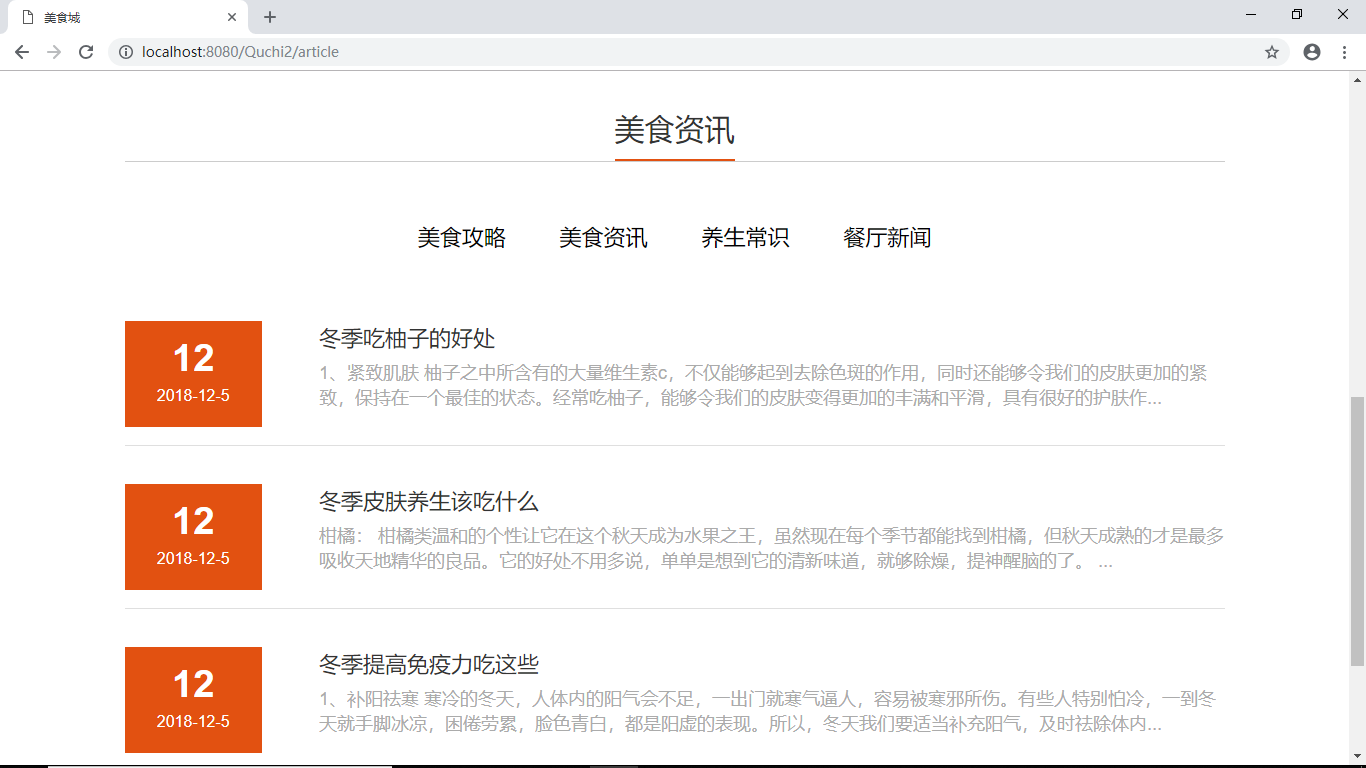 美食城
localhost:8080/Quchi2/article
美食资讯
美食攻略 美食资讯 养生常识 餐厅新闻
12
2018-12-5
冬季吃柚子的好处
1、紧致肌肤 柚子之中所含有的大量维生素c，不仅能够起到去除色斑的作用，同时还能够令我们的皮肤更加的紧
致，保持在一个最佳的状态。经常吃柚子，能够令我们的皮肤变得更加的丰满和平滑，具有很好的护肤作...
12
2018-12-5
冬季皮肤养生该吃什么
柑橘： 柑橘类温和的个性让它在这个秋天成为水果之王，虽然现在每个季节都能找到柑橘，但秋天成熟的才是最多
吸收天地精华的良品。它的好处不用多说，单单是想到它的清新味道，就够除燥，提神醒脑的了。 ...
12
2018-12-5
冬季提高免疫力吃这些
1、补阳祛寒 寒冷的冬天，人体内的阳气会不足，一出门就寒气逼人，容易被寒邪所伤。有些人特别怕冷，一到冬
天就手脚冰凉，困倦劳累，脸色青白，都是阳虚的表现。所以，冬天我们要适当补充阳气，及时祛除体内...